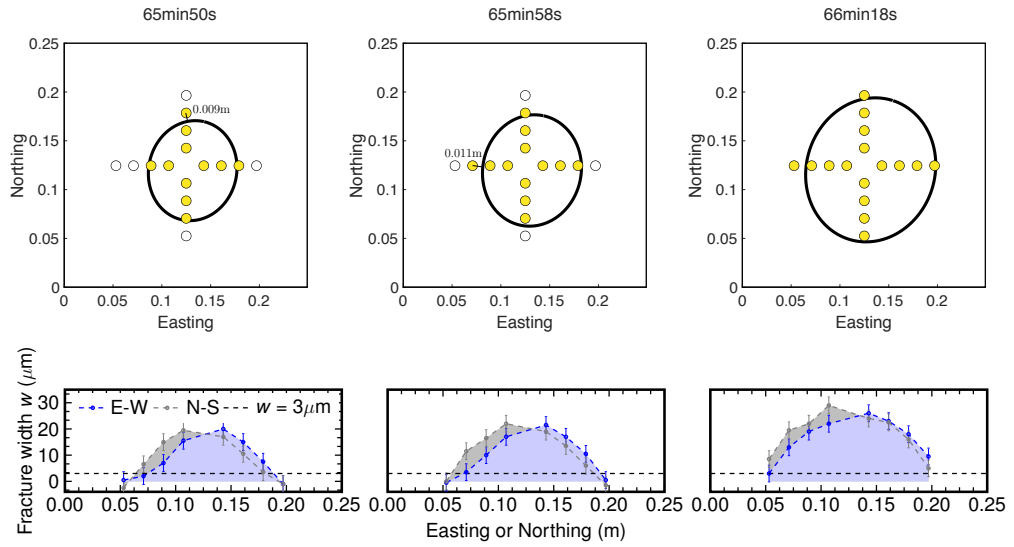 65min50s
65min58s
66min18s
0.25
0.2
0.15
0.1
0.05
0
Northing
0.009m
0 0.05 0.1 0.15 0.2
Easting
0.25
0.2
0.15
0.1
0.05
0
Northing
0.011m
0 0.05 0.1 0.15 0.2
Easting
0.25
0.2
0.15
0.1
0.05
0
Northing
0 0.05 0.1 0.15 0.2
Easting
Fracture width w (μm)
30
20
10
0
E-W N-S w = 3μm
0.00 0.05 0.10 0.15 0.20 0.25
0.00 0.05 0.10 0.15 0.20 0.25
0.00 0.05 0.10 0.15 0.20 0.25
Easting or Northing (m)